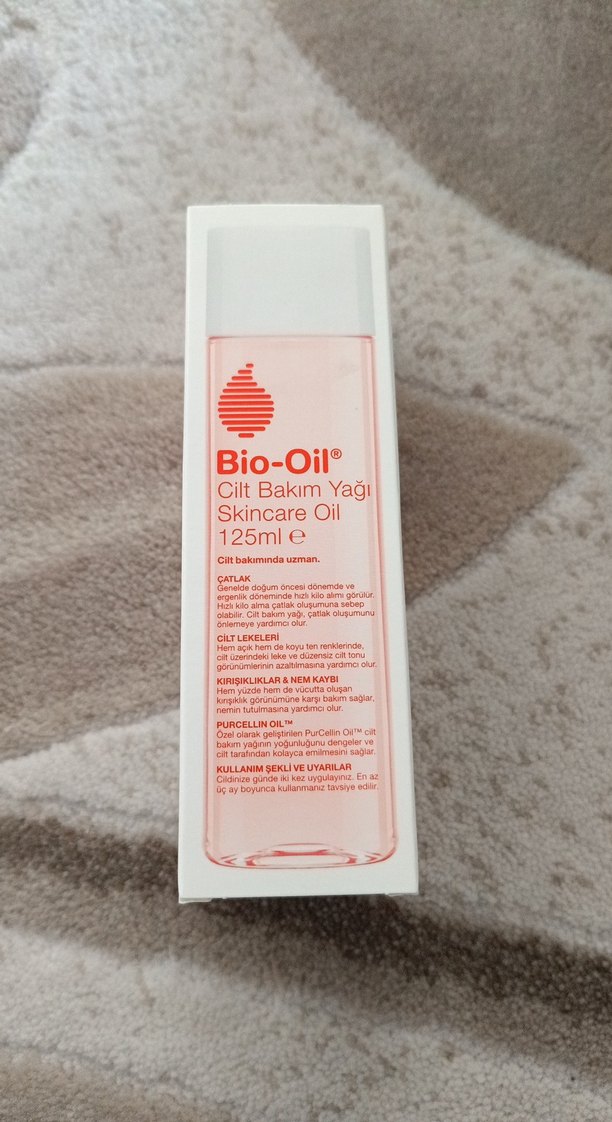 Bio-Oil®
Cilt Bakım Yağı
Skincare Oil
125ml ℮
Cilt bakımında uzman.
ÇATLAK
Genelde doğum öncesi dönemde ve
ergenlik döneminde hızlı kilo alımı görülür.
Hızlı kilo alma çatlak oluşumuna sebep
olabilir. Cilt bakım yağı, çatlak oluşumunu
önlemeye yardımcı olur.
CİLT LEKELERİ
Hem açık hem de koyu ten renklerinde,
cilt üzerindeki leke ve düzensiz cilt tonu
görünümlerinin azaltılmasına yardımcı olur.
KIRIŞIKLIKLAR & NEM KAYBI
Hem yüzde hem de vücutta oluşan
kırışıklık görünümüne karşı bakım sağlar,
nemin tutulmasına yardımcı olur.
PURCELLIN OIL™
Özel olarak geliştirilen PurCellin Oil™ cilt
bakım yağının yoğunluğunu dengeler ve
cilt tarafından kolayca emilmesini sağlar.
KULLANIM ŞEKLİ VE UYARILAR
Cildinize günde iki kez uygulayınız. En az
üç ay boyunca kullanmanız tavsiye edilir.